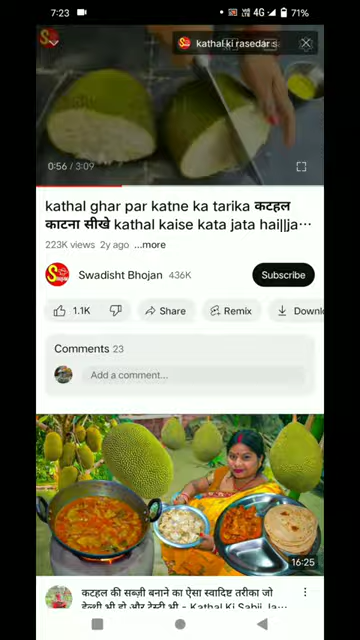 7:23
4G
71%
kathal ki rasedar
0:56 / 3:09
kathal ghar par katne ka tarika कटहल
काटना सीखे kathal kaise kata jata hai||ja...
223K views 2y ago ...more
Swadisht Bhojan 436K
Subscribe
1.1K
Share
Remix
Downl
Comments 23
Add a comment...
16:25
कटहल की सब्ज़ी बनाने का ऐसा स्वादिष्ट तरीका जो
हेल्थी भी हो और टेस्टी भी - Kathal Ki Sabji, Ja...